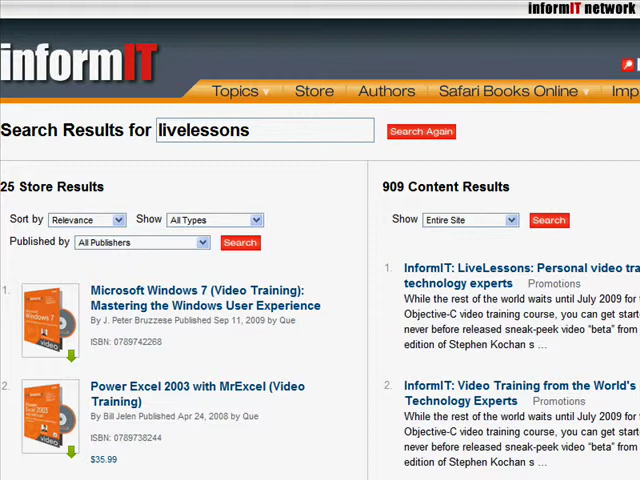 informIT network
informIT
Topics
Store
Authors
Safari Books Online
Imp
Search Results for livelessons
Search Again
25 Store Results
Sort by Relevance Show All Types
Published by All Publishers Search
1.
Microsoft Windows 7 (Video Training):
Mastering the Windows User Experience
By J. Peter Bruzzese Published Sep 11, 2009 by Que
ISBN: 0789742268
2.
Power Excel 2003 with MrExcel (Video
Training)
By Bill Jelen Published Apr 24, 2008 by Que
ISBN: 0789738244
$35.99
909 Content Results
Show Entire Site Search
1.
InformIT: LiveLessons: Personal video tra
technology experts Promotions
While the rest of the world waits until July 2009 for
Objective-C video training course, you can get starte
never before released sneak-peek video "beta" from
edition of Stephen Kochan s ...
2.
InformIT: Video Training from the World's
Technology Experts Promotions
While the rest of the world waits until July 2009 for
Objective-C video training course, you can get starte
never before released sneak-peek video "beta" from
edition of Stephen Kochan s ...